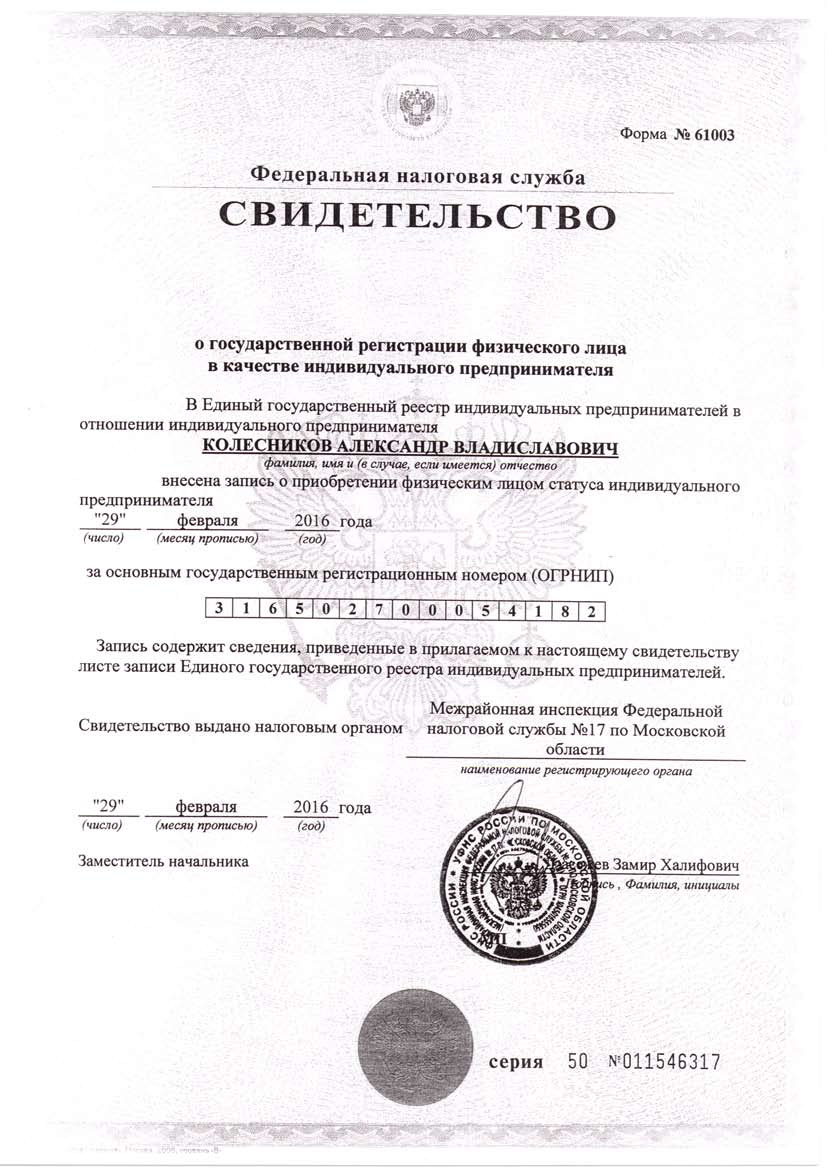 Форма № 61003
Федеральная налоговая служба
СВИДЕТЕЛЬСТВО
о государственной регистрации физического лица
в качестве индивидуального предпринимателя
В Единый государственный реестр индивидуальных предпринимателей в
отношении индивидуального предпринимателя
КОЛЕСНИКОВ АЛЕКСАНДР ВЛАДИСЛАВОВИЧ
фамилия, имя и (в случае, если имеется) отчество
внесена запись о приобретении физическим лицом статуса индивидуального
предпринимателя
"29" февраля 2016 года
(число) (месяц прописью) (год)
за основным государственным регистрационным номером (ОГРНИП)
3 1 6 5 0 2 7 0 0 0 5 4 1 8 2
Запись содержит сведения, приведенные в прилагаемом к настоящему свидетельству
листе записи Единого государственного реестра индивидуальных предпринимателей.
Межрайонная инспекция Федеральной
Свидетельство выдано налоговым органом налоговой службы №17 по Московской
области
наименование регистрирующего органа
"29" февраля 2016 года
(число) (месяц прописью) (год)
Заместитель начальника Замир Халифович
Фамилия, инициалы
УФНС РОССИИ ПО МОСКОВСКОЙ ОБЛАСТИ
ФНС РОССИИ
МП
серия 50 №011546317